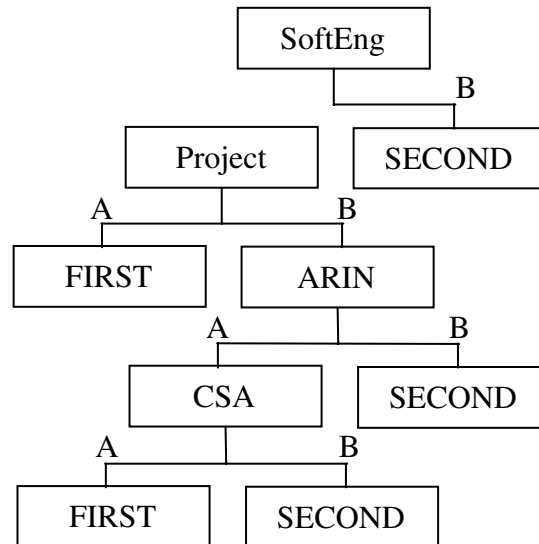 SoftEng
B
Project
SECOND
A B
FIRST ARIN
A B
CSA SECOND
A B
FIRST SECOND